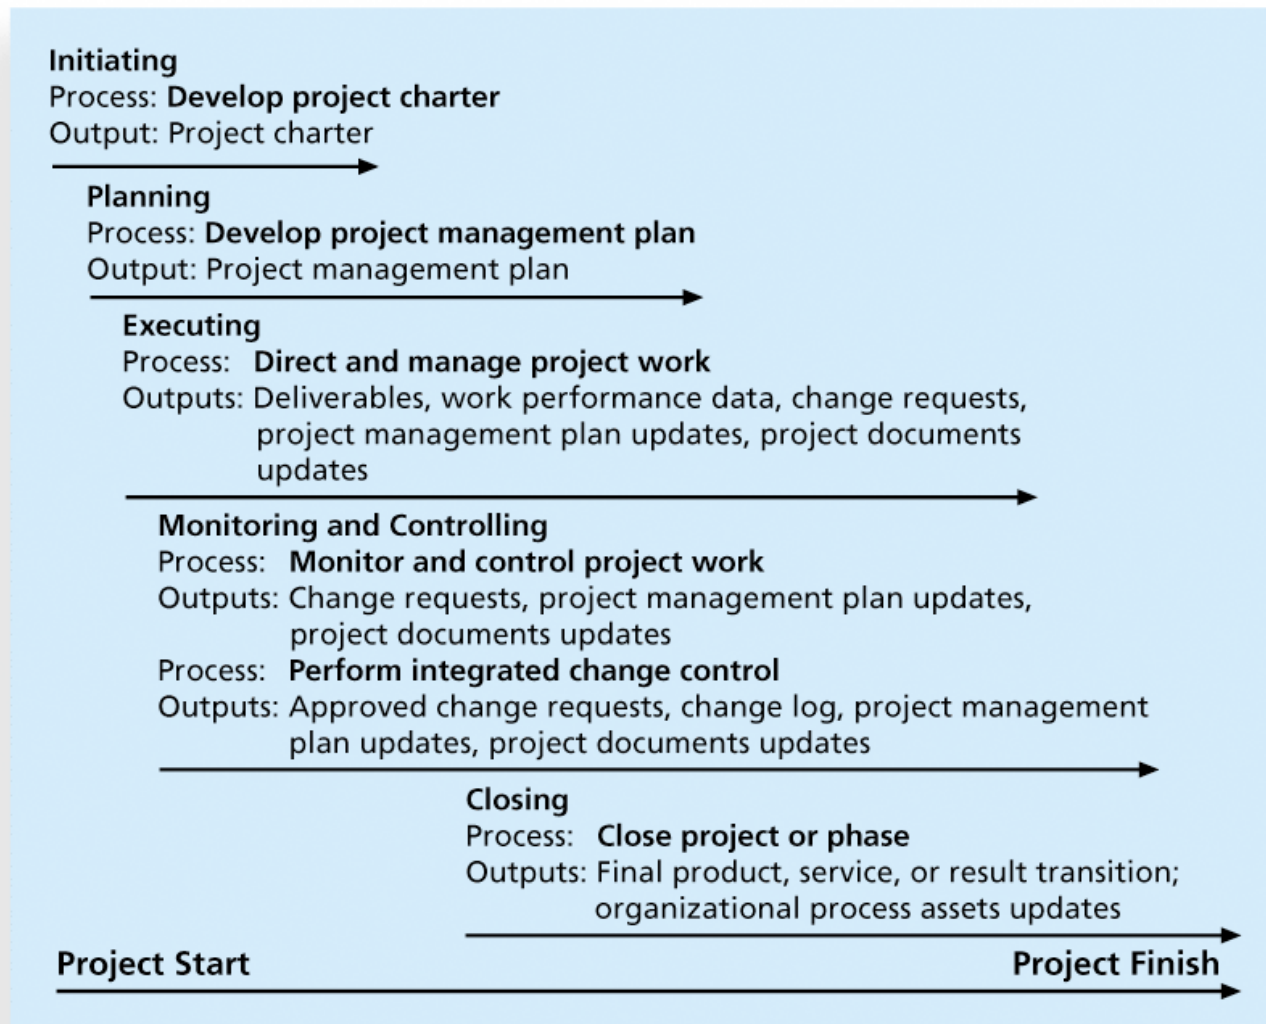 Initiating
Process: Develop project charter
Output: Project charter
Planning
Process: Develop project management plan
Output: Project management plan
Executing
Process: Direct and manage project work
Outputs: Deliverables, work performance data, change requests,
project management plan updates, project documents
updates
Monitoring and Controlling
Process: Monitor and control project work
Outputs: Change requests, project management plan updates,
project documents updates
Process: Perform integrated change control
Outputs: Approved change requests, change log, project management
plan updates, project documents updates
Closing
Process: Close project or phase
Outputs: Final product, service, or result transition;
organizational process assets updates
Project Start Project Finish